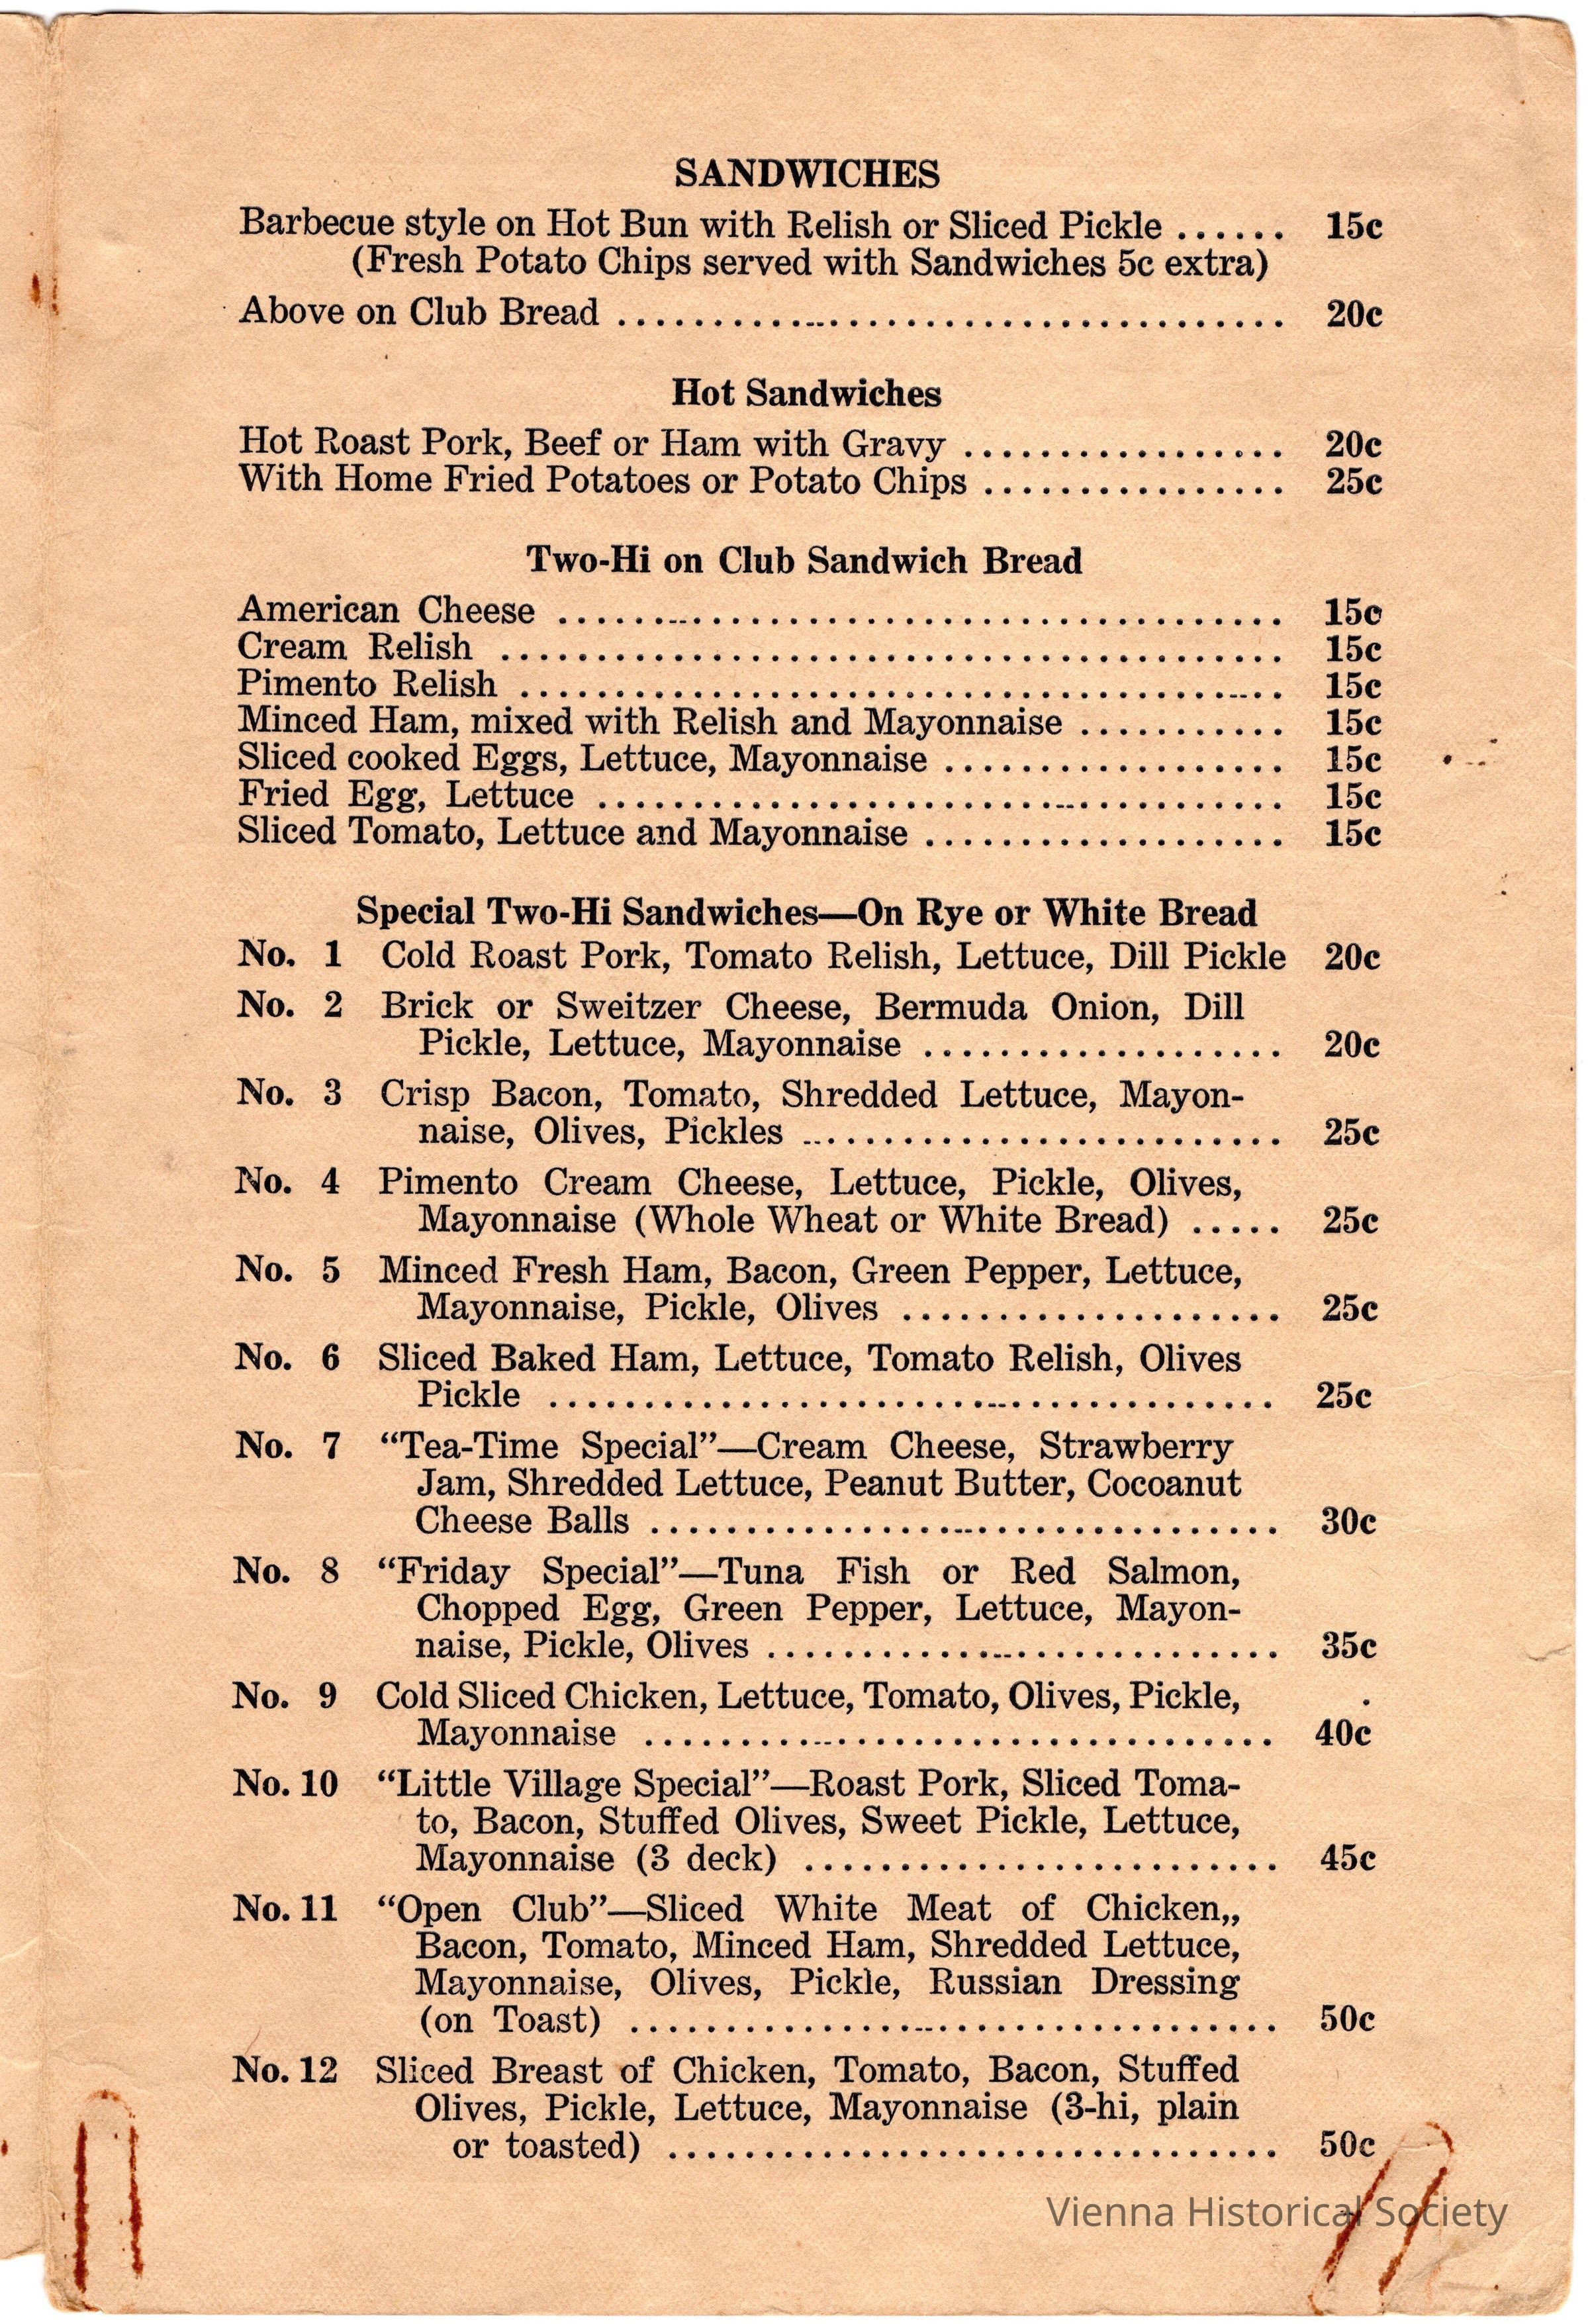 SANDWICHES
Barbecue style on Hot Bun with Relish or Sliced Pickle ...... 15c
(Fresh Potato Chips served with Sandwiches 5c extra)
Above on Club Bread ........................................ 20c
Hot Sandwiches
Hot Roast Pork, Beef or Ham with Gravy ................. 20c
With Home Fried Potatoes or Potato Chips ................ 25c
Two-Hi on Club Sandwich Bread
American Cheese ...................................... 15c
Cream Relish ......................................... 15c
Pimento Relish ........................................ 15c
Minced Ham, mixed with Relish and Mayonnaise ........... 15c
Sliced cooked Eggs, Lettuce, Mayonnaise .................. 15c
Fried Egg, Lettuce .................................... 15c
Sliced Tomato, Lettuce and Mayonnaise ................... 15c
Special Two-Hi Sandwiches—On Rye or White Bread
No. 1 Cold Roast Pork, Tomato Relish, Lettuce, Dill Pickle 20c
No. 2 Brick or Sweitzer Cheese, Bermuda Onion, Dill
Pickle, Lettuce, Mayonnaise ................... 20c
No. 3 Crisp Bacon, Tomato, Shredded Lettuce, Mayon-
naise, Olives, Pickles ......................... 25c
No. 4 Pimento Cream Cheese, Lettuce, Pickle, Olives,
Mayonnaise (Whole Wheat or White Bread) ..... 25c
No. 5 Minced Fresh Ham, Bacon, Green Pepper, Lettuce,
Mayonnaise, Pickle, Olives .................... 25c
No. 6 Sliced Baked Ham, Lettuce, Tomato Relish, Olives
Pickle ...................................... 25c
No. 7 “Tea-Time Special”—Cream Cheese, Strawberry
Jam, Shredded Lettuce, Peanut Butter, Cocoanut
Cheese Balls ................................. 30c
No. 8 “Friday Special”—Tuna Fish or Red Salmon,
Chopped Egg, Green Pepper, Lettuce, Mayon-
naise, Pickle, Olives ........................... 35c
No. 9 Cold Sliced Chicken, Lettuce, Tomato, Olives, Pickle,
Mayonnaise ................................. 40c
No. 10 “Little Village Special”—Roast Pork, Sliced Toma-
to, Bacon, Stuffed Olives, Sweet Pickle, Lettuce,
Mayonnaise (3 deck) ......................... 45c
No. 11 “Open Club”—Sliced White Meat of Chicken,,
Bacon, Tomato, Minced Ham, Shredded Lettuce,
Mayonnaise, Olives, Pickle, Russian Dressing
(on Toast) .................................. 50c
No. 12 Sliced Breast of Chicken, Tomato, Bacon, Stuffed
Olives, Pickle, Lettuce, Mayonnaise (3-hi, plain
or toasted) ................................ 50c
Vienna Historical Society